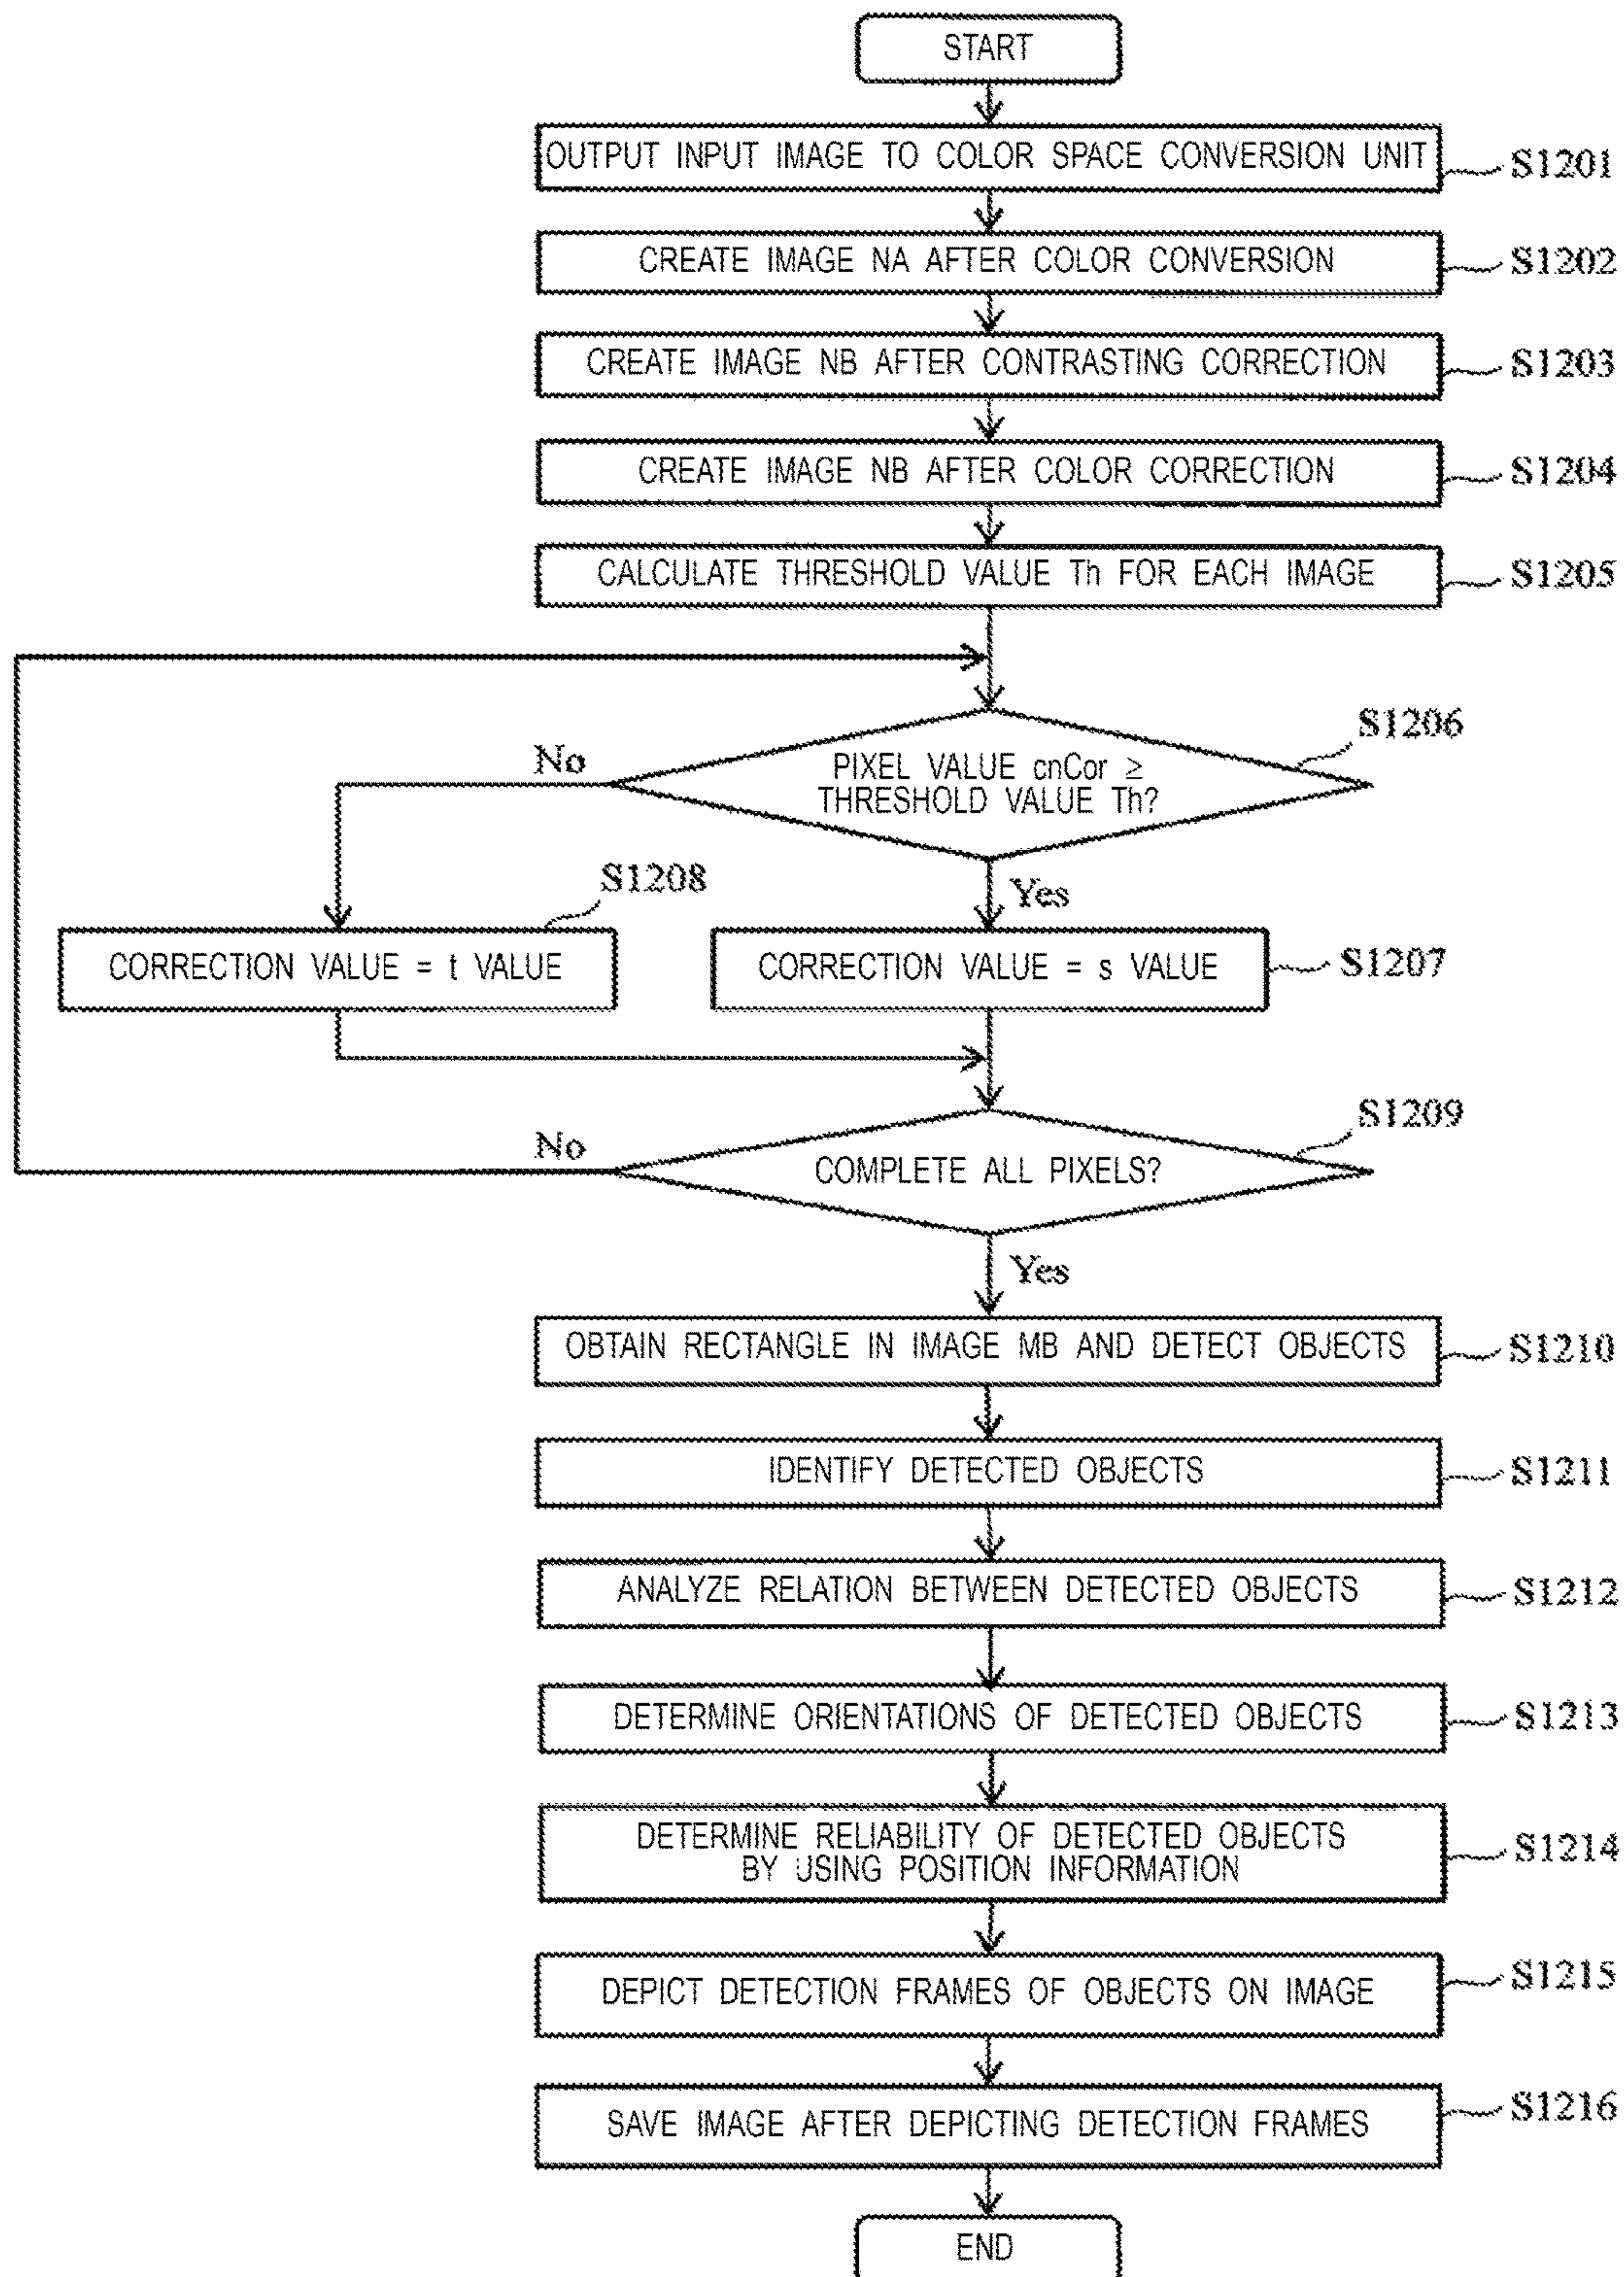 START
OUTPUT INPUT IMAGE TO COLOR SPACE CONVERSION UNIT
S1201
CREATE IMAGE NA AFTER COLOR CONVERSION
S1202
CREATE IMAGE NB AFTER CONTRASTING CORRECTION
S1203
CREATE IMAGE NB AFTER COLOR CORRECTION
S1204
CALCULATE THRESHOLD VALUE Th FOR EACH IMAGE
S1205
S1206
No
PIXEL VALUE cnCor ≥
THRESHOLD VALUE Th?
S1208
Yes
CORRECTION VALUE = t VALUE
CORRECTION VALUE = s VALUE
S1207
S1209
No
COMPLETE ALL PIXELS?
Yes
OBTAIN RECTANGLE IN IMAGE MB AND DETECT OBJECTS
S1210
IDENTIFY DETECTED OBJECTS
S1211
ANALYZE RELATION BETWEEN DETECTED OBJECTS
S1212
DETERMINE ORIENTATIONS OF DETECTED OBJECTS
S1213
DETERMINE RELIABILITY OF DETECTED OBJECTS
BY USING POSITION INFORMATION
S1214
DEPICT DETECTION FRAMES OF OBJECTS ON IMAGE
S1215
SAVE IMAGE AFTER DEPICTING DETECTION FRAMES
S1216
END